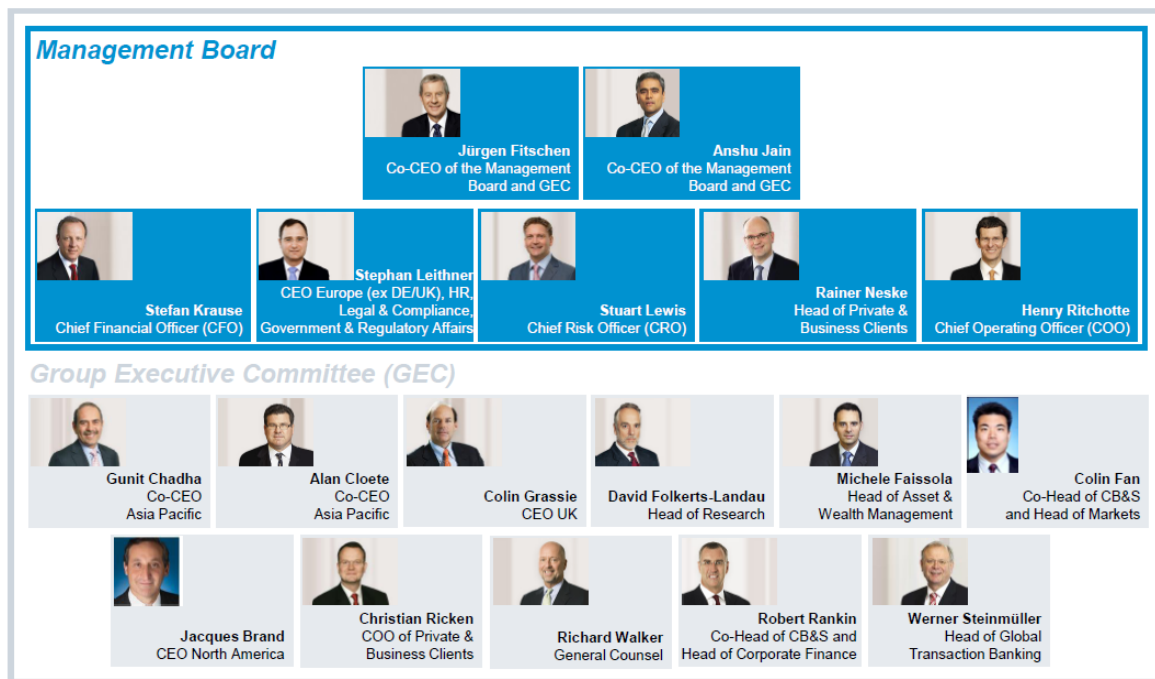 Management Board
Jürgen Fitschen
Co-CEO of the Management
Board and GEC
Anshu Jain
Co-CEO of the Management
Board and GEC
Stefan Krause
Chief Financial Officer (CFO)
Stephan Leithner
CEO Europe (ex DE/UK), HR,
Legal & Compliance,
Government & Regulatory Affairs
Stuart Lewis
Chief Risk Officer (CRO)
Rainer Neske
Head of Private &
Business Clients
Henry Ritchotte
Chief Operating Officer (COO)
Group Executive Committee (GEC)
Gunit Chadha
Co-CEO
Asia Pacific
Alan Cloete
Co-CEO
Asia Pacific
Colin Grassie
CEO UK
David Folkerts-Landau
Head of Research
Michele Faissola
Head of Asset &
Wealth Management
Colin Fan
Co-Head of CB&S
and Head of Markets
Jacques Brand
CEO North America
Christian Ricken
COO of Private &
Business Clients
Richard Walker
General Counsel
Robert Rankin
Co-Head of CB&S and
Head of Corporate Finance
Werner Steinmüller
Head of Global
Transaction Banking